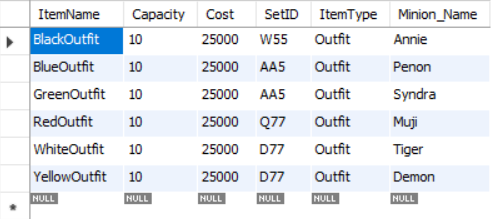 ItemName Capacity Cost SetID ItemType Minion_Name
BlackOutfit 10 25000 W55 Outfit Annie
BlueOutfit 10 25000 AA5 Outfit Penon
GreenOutfit 10 25000 AA5 Outfit Syndra
RedOutfit 10 25000 Q77 Outfit Muji
WhiteOutfit 10 25000 D77 Outfit Tiger
YellowOutfit 10 25000 D77 Outfit Demon
NULL NULL NULL NULL NULL NULL